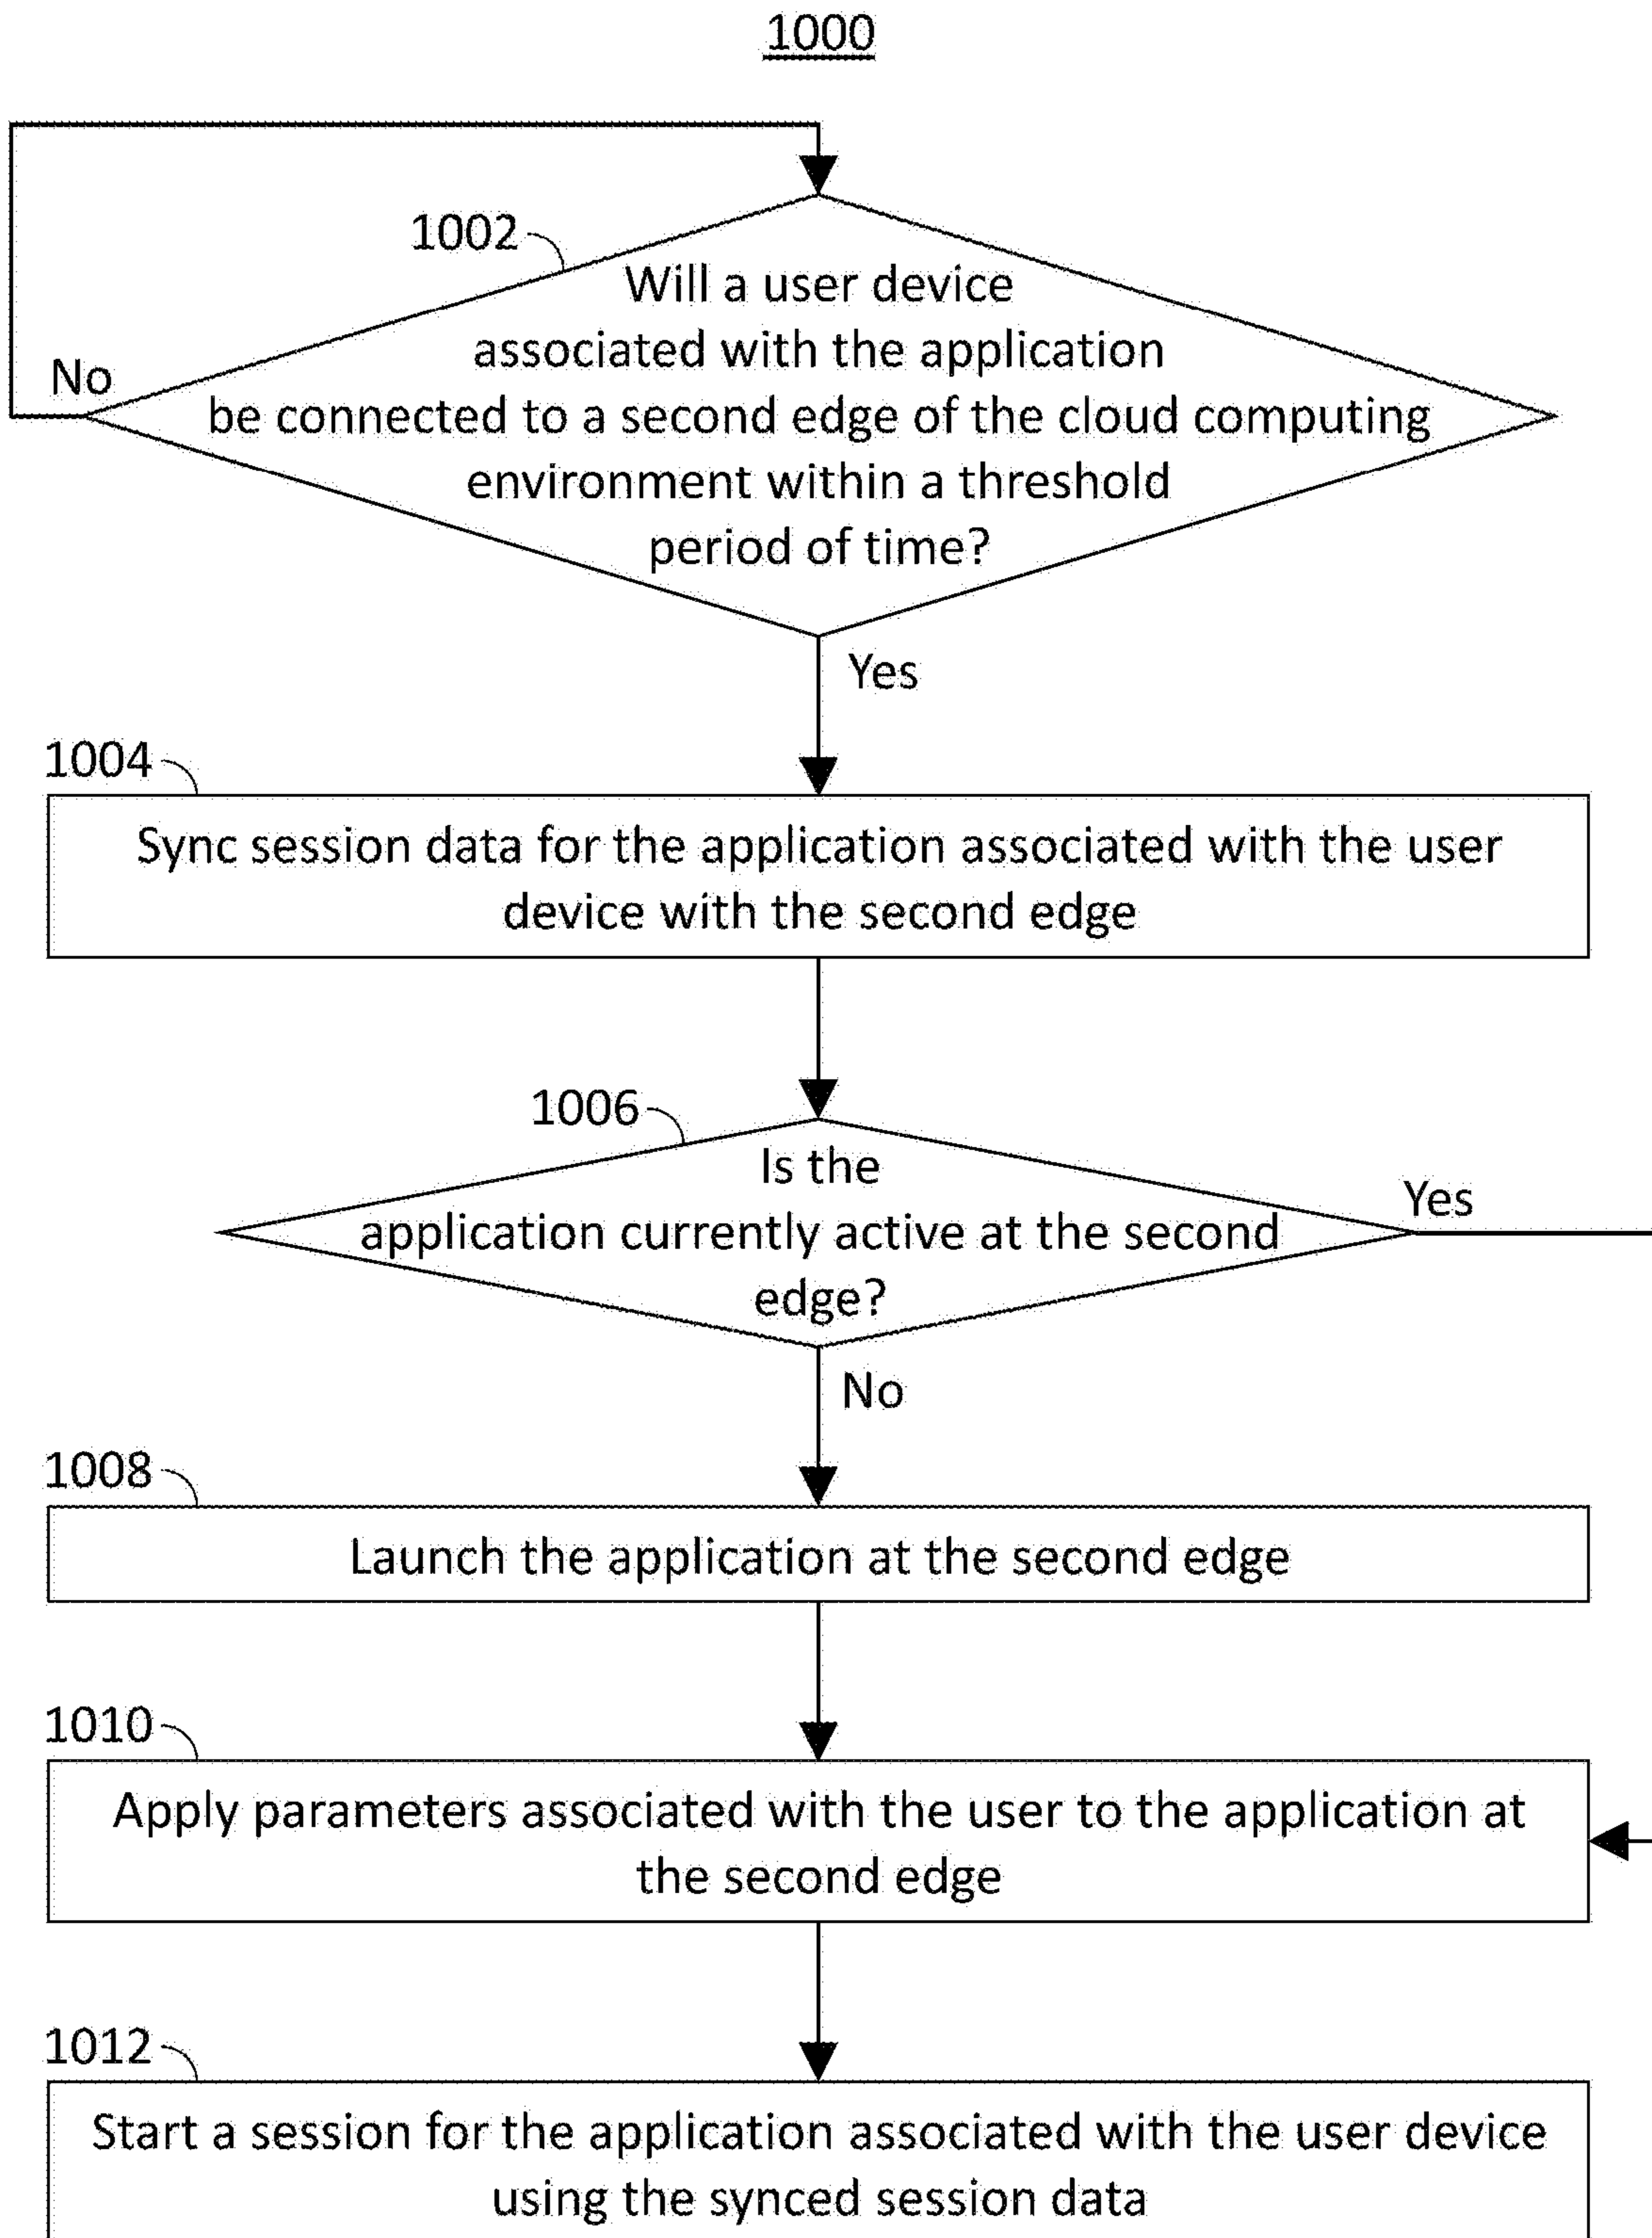 1000
1002
Will a user device
associated with the application
be connected to a second edge of the cloud computing
environment within a threshold
period of time?
No
Yes
1004
Sync session data for the application associated with the user
device with the second edge
1006
Is the
application currently active at the second
edge?
Yes
No
1008
Launch the application at the second edge
1010
Apply parameters associated with the user to the application at
the second edge
1012
Start a session for the application associated with the user device
using the synced session data